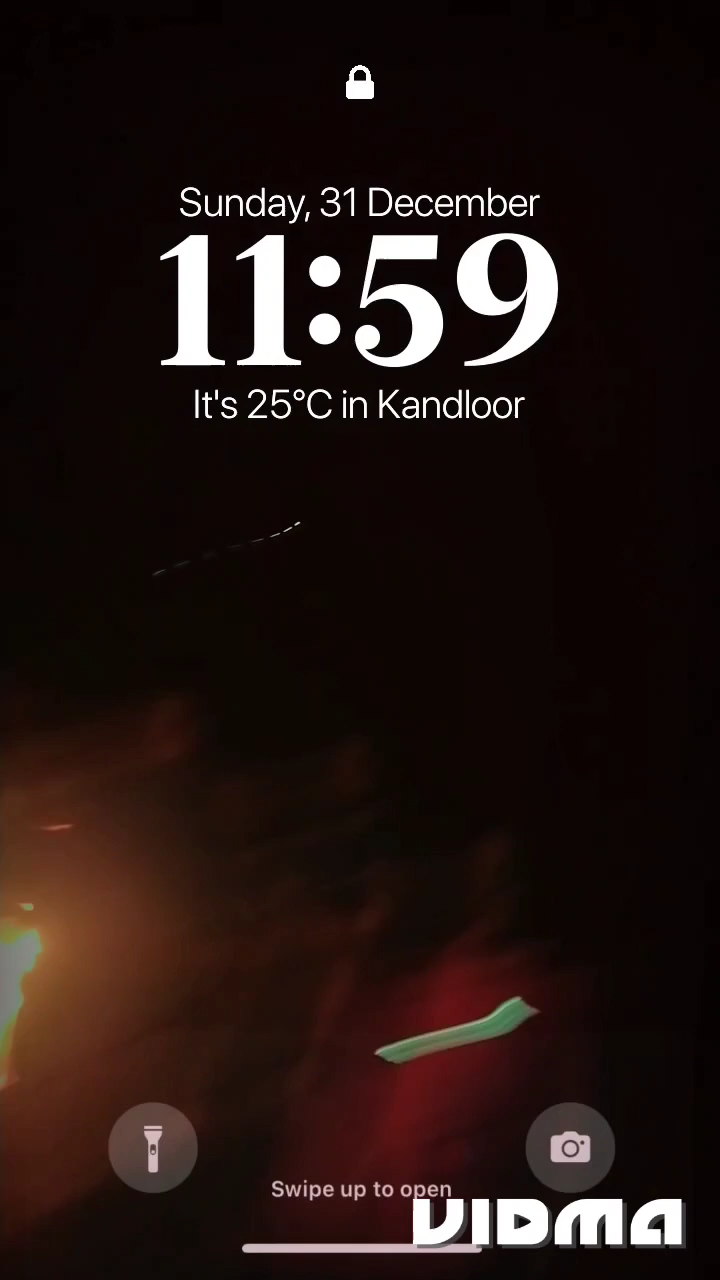 Sunday, 31 December
11:59
It's 25°C in Kandloor
Swipe up to open
VIDMA